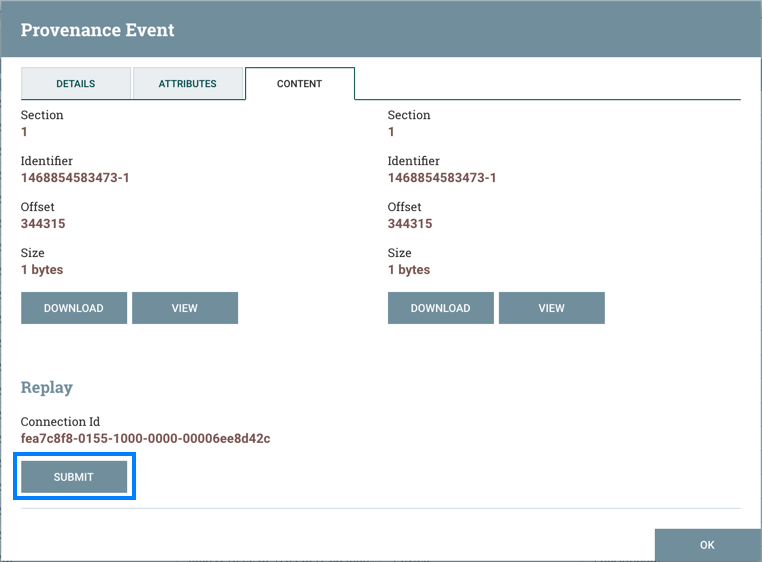 Provenance Event
DETAILS ATTRIBUTES CONTENT
Section
1
Identifier
1468854583473-1
Offset
344315
Size
1 bytes
DOWNLOAD VIEW
Section
1
Identifier
1468854583473-1
Offset
344315
Size
1 bytes
DOWNLOAD VIEW
Replay
Connection Id
fea7c8f8-0155-1000-0000-00006ee8d42c
SUBMIT
OK